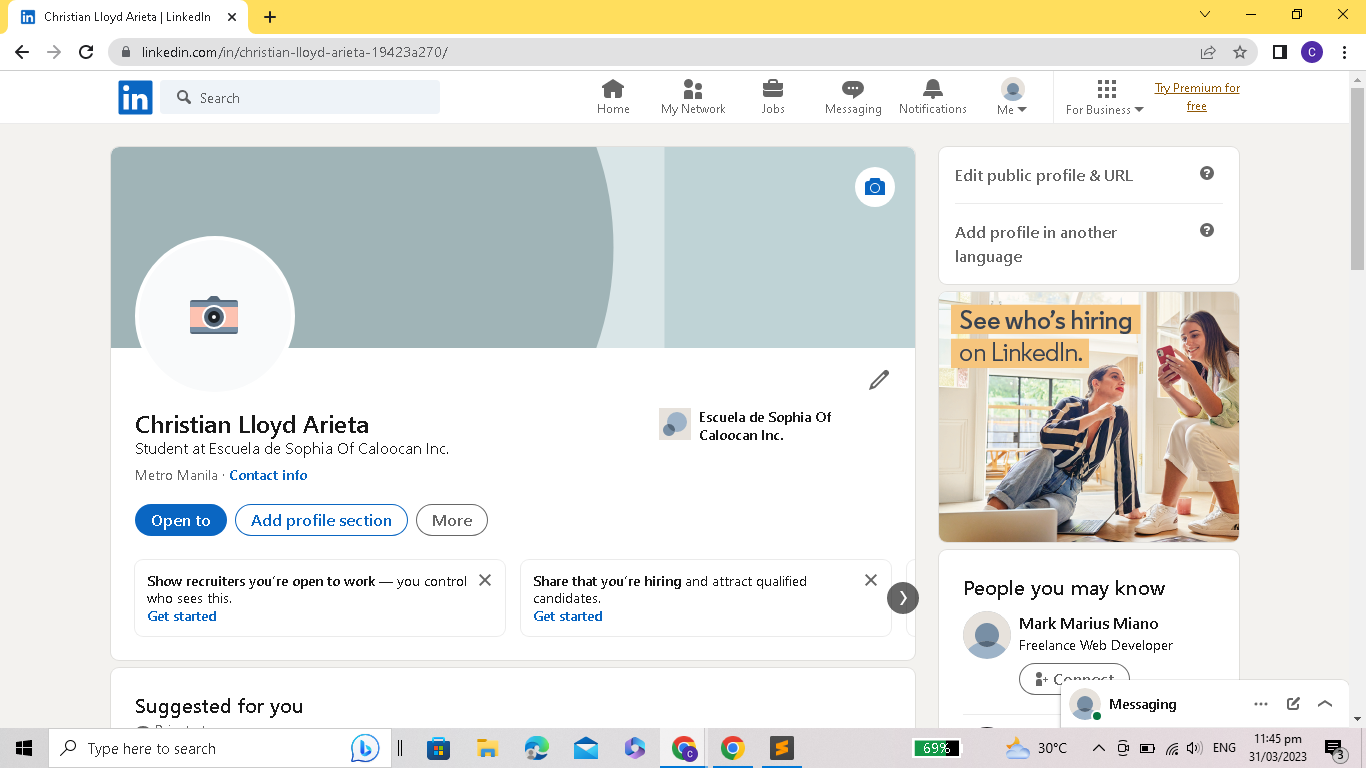 Christian Lloyd Arieta | LinkedIn
linkedin.com/in/christian-lloyd-arieta-19423a270/
C
in
Search
Home
My Network
Jobs
Messaging
Notifications
Me
For Business
Try Premium for
free
Edit public profile & URL
Add profile in another
language
See who's hiring
on LinkedIn.
Christian Lloyd Arieta
Student at Escuela de Sophia Of Caloocan Inc.
Metro Manila · Contact info
Escuela de Sophia Of
Caloocan Inc.
Open to
Add profile section
More
Show recruiters you're open to work — you control
who sees this.
Get started
Share that you're hiring and attract qualified
candidates.
Get started
People you may know
Mark Marius Miano
Freelance Web Developer
Connect
Suggested for you
Messaging
Type here to search
69%
30°C
ENG
11:45 pm
31/03/2023
3